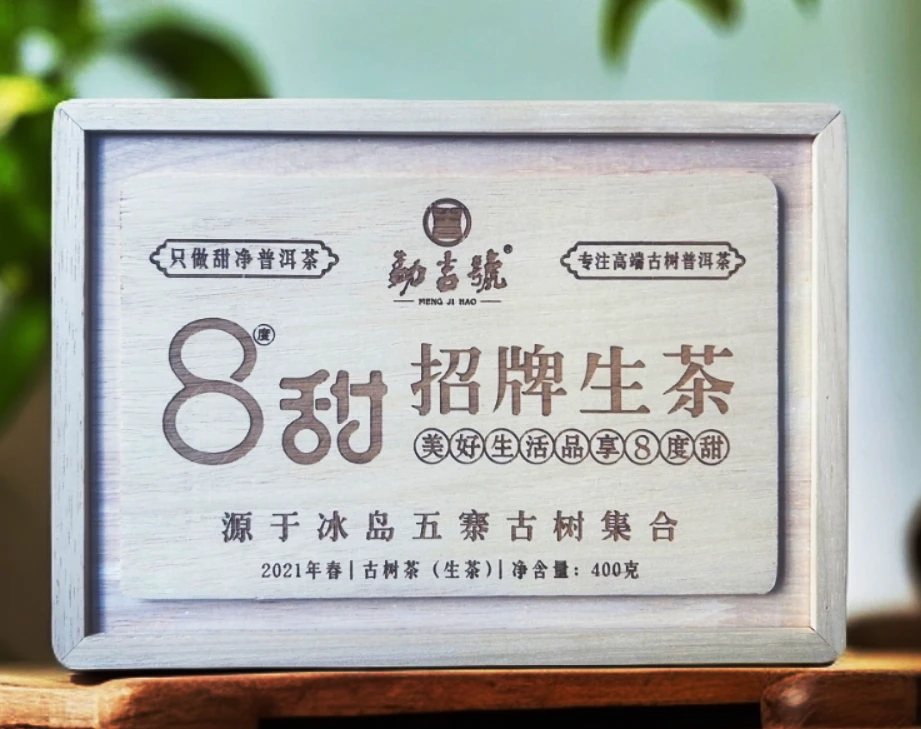 只做甜净普洱茶
勐吉號®
MENG JI HAO
专注高端古树普洱茶
8度甜
招牌生茶
美好生活品享8度甜
源于冰岛五寨古树集合
2021年春|古树茶（生茶）|净含量：400克